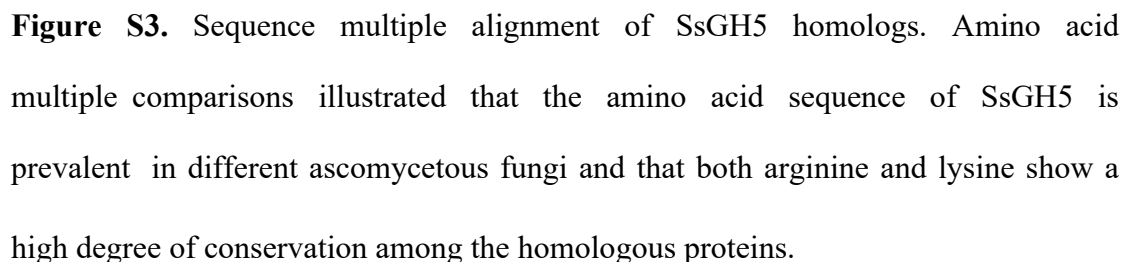 Figure S3. Sequence multiple alignment of SsGH5 homologs. Amino acid
multiple comparisons illustrated that the amino acid sequence of SsGH5 is
prevalent in different ascomycetous fungi and that both arginine and lysine show a
high degree of conservation among the homologous proteins.